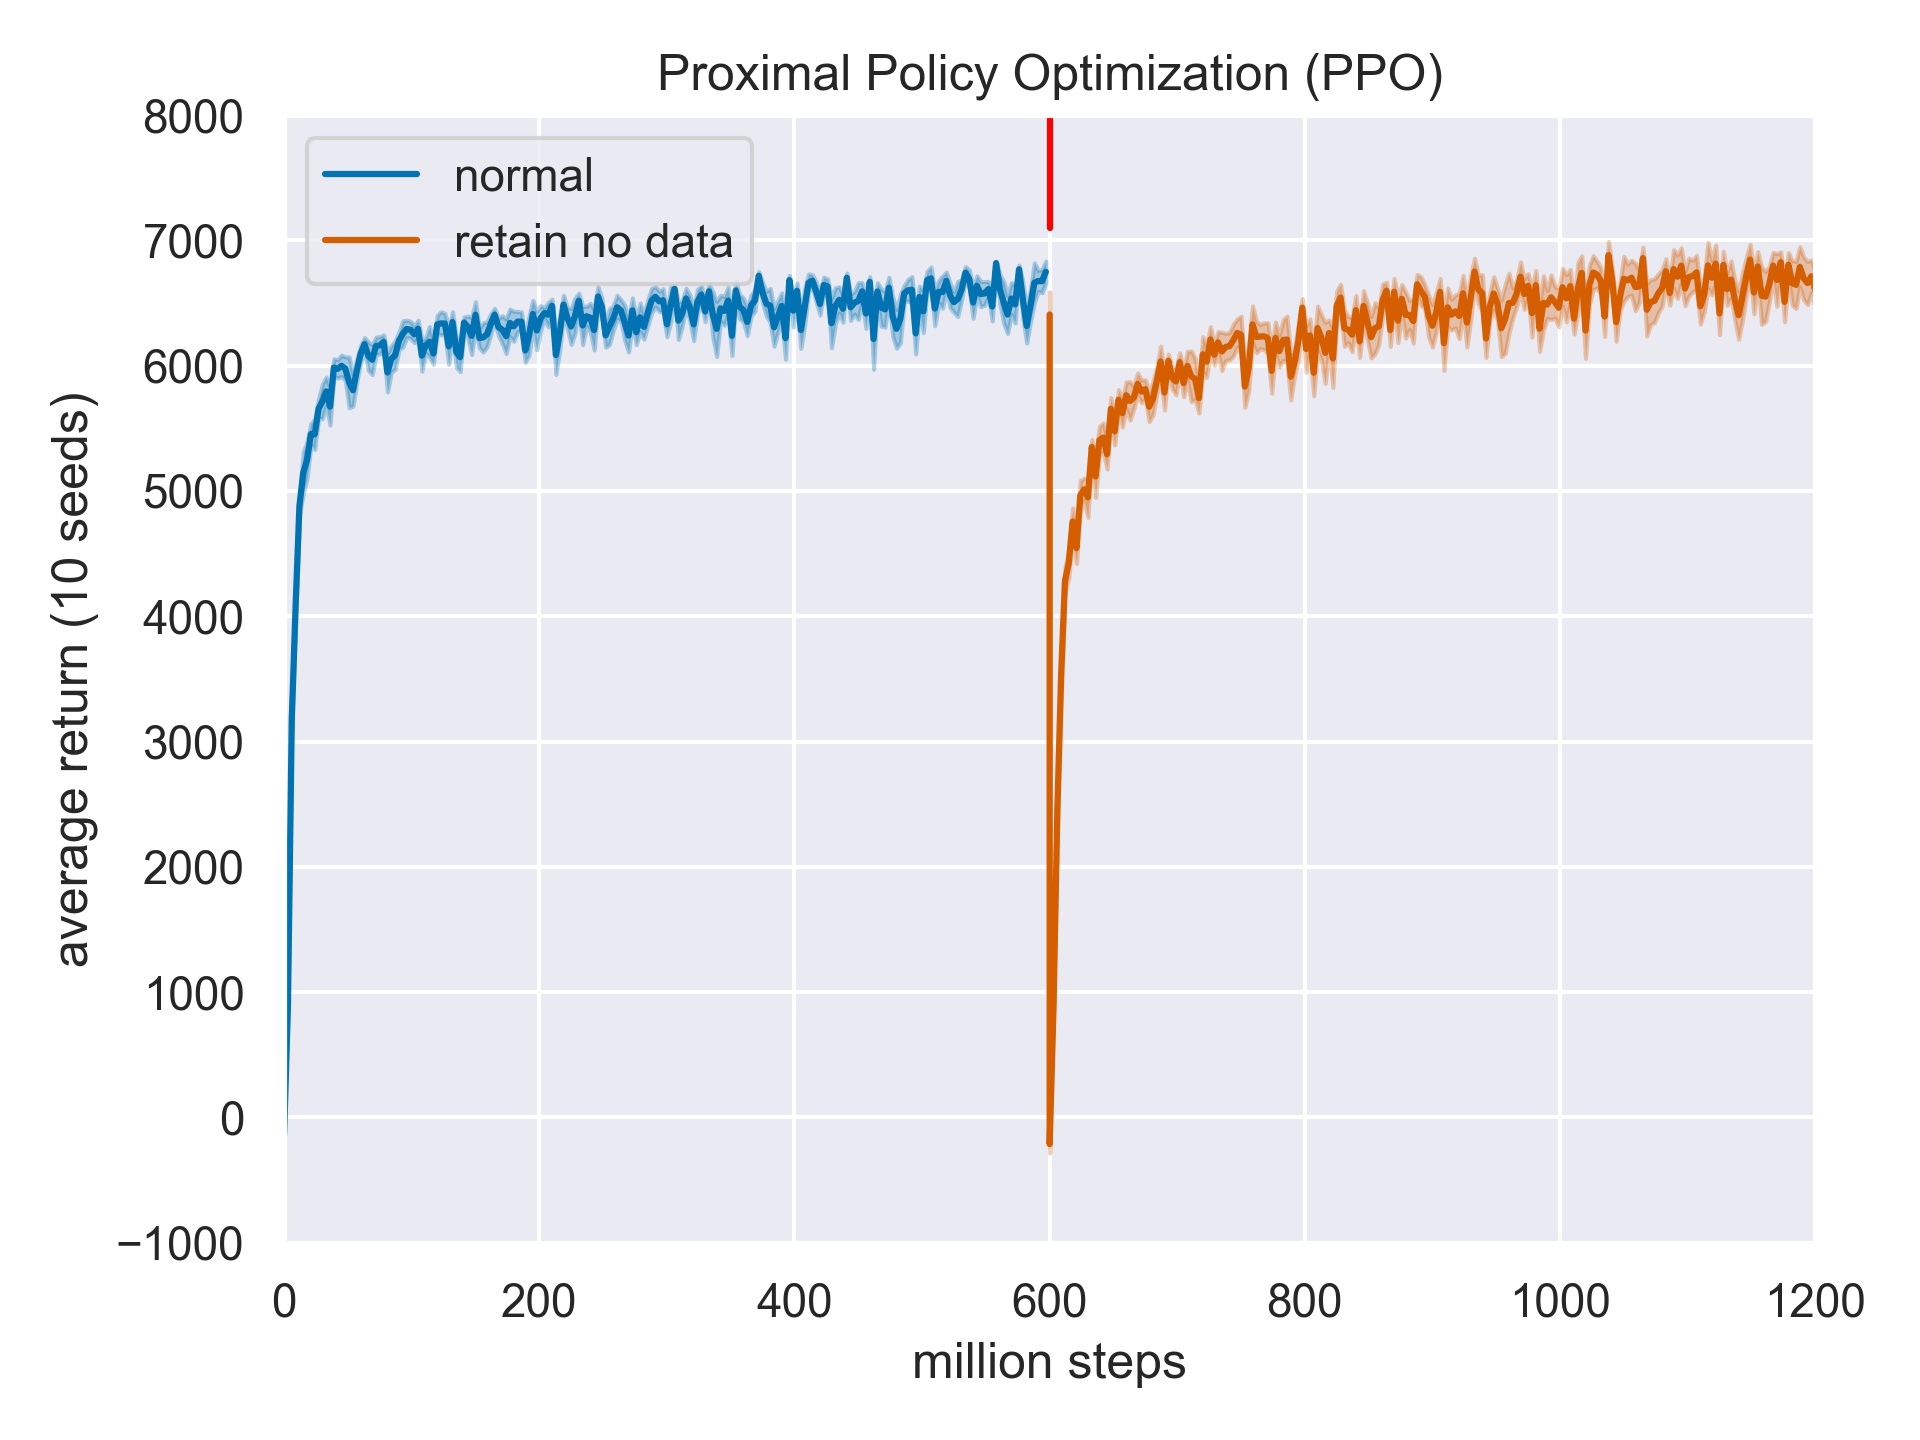 Proximal Policy Optimization (PPO)
8000
7000
6000
5000
4000
3000
2000
1000
0
−1000
average return (10 seeds)
normal
retain no data
0 200 400 600 800 1000 1200
million steps